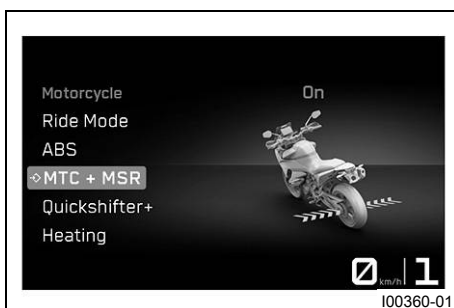 Motorcycle
On
Ride Mode
ABS
MTC + MSR
Quickshifter+
Heating
0 km/h 1
I00360-01